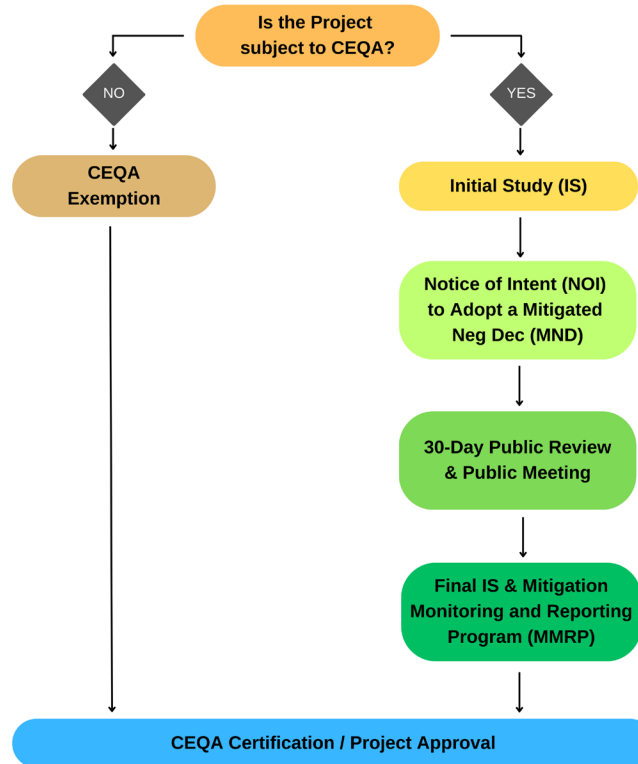 Is the Project
subject to CEQA?
NO
YES
CEQA
Exemption
Initial Study (IS)
Notice of Intent (NOI)
to Adopt a Mitigated
Neg Dec (MND)
30-Day Public Review
& Public Meeting
Final IS & Mitigation
Monitoring and Reporting
Program (MMRP)
CEQA Certification / Project Approval